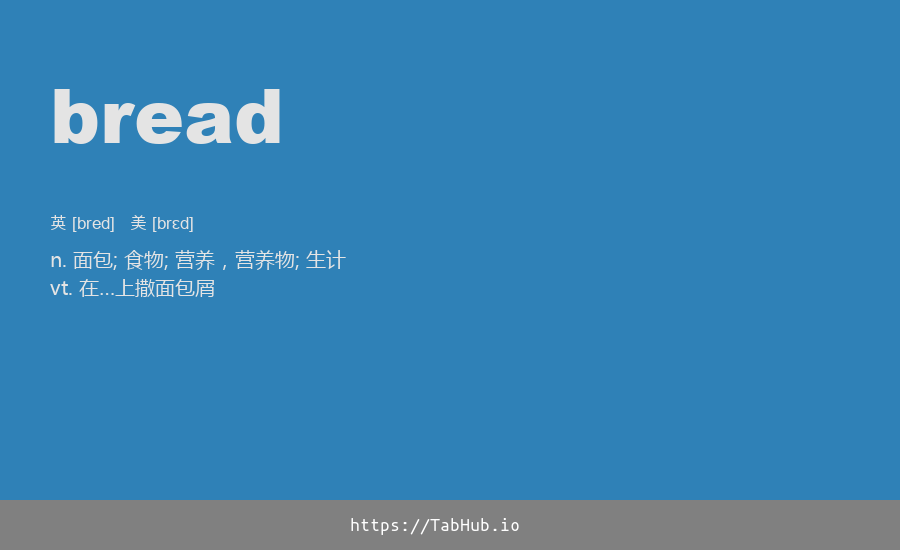 bread
英 [bred] 美 [brɛd]
n. 面包; 食物; 营养，营养物; 生计
vt. 在...上撒面包屑
https://TabHub.io